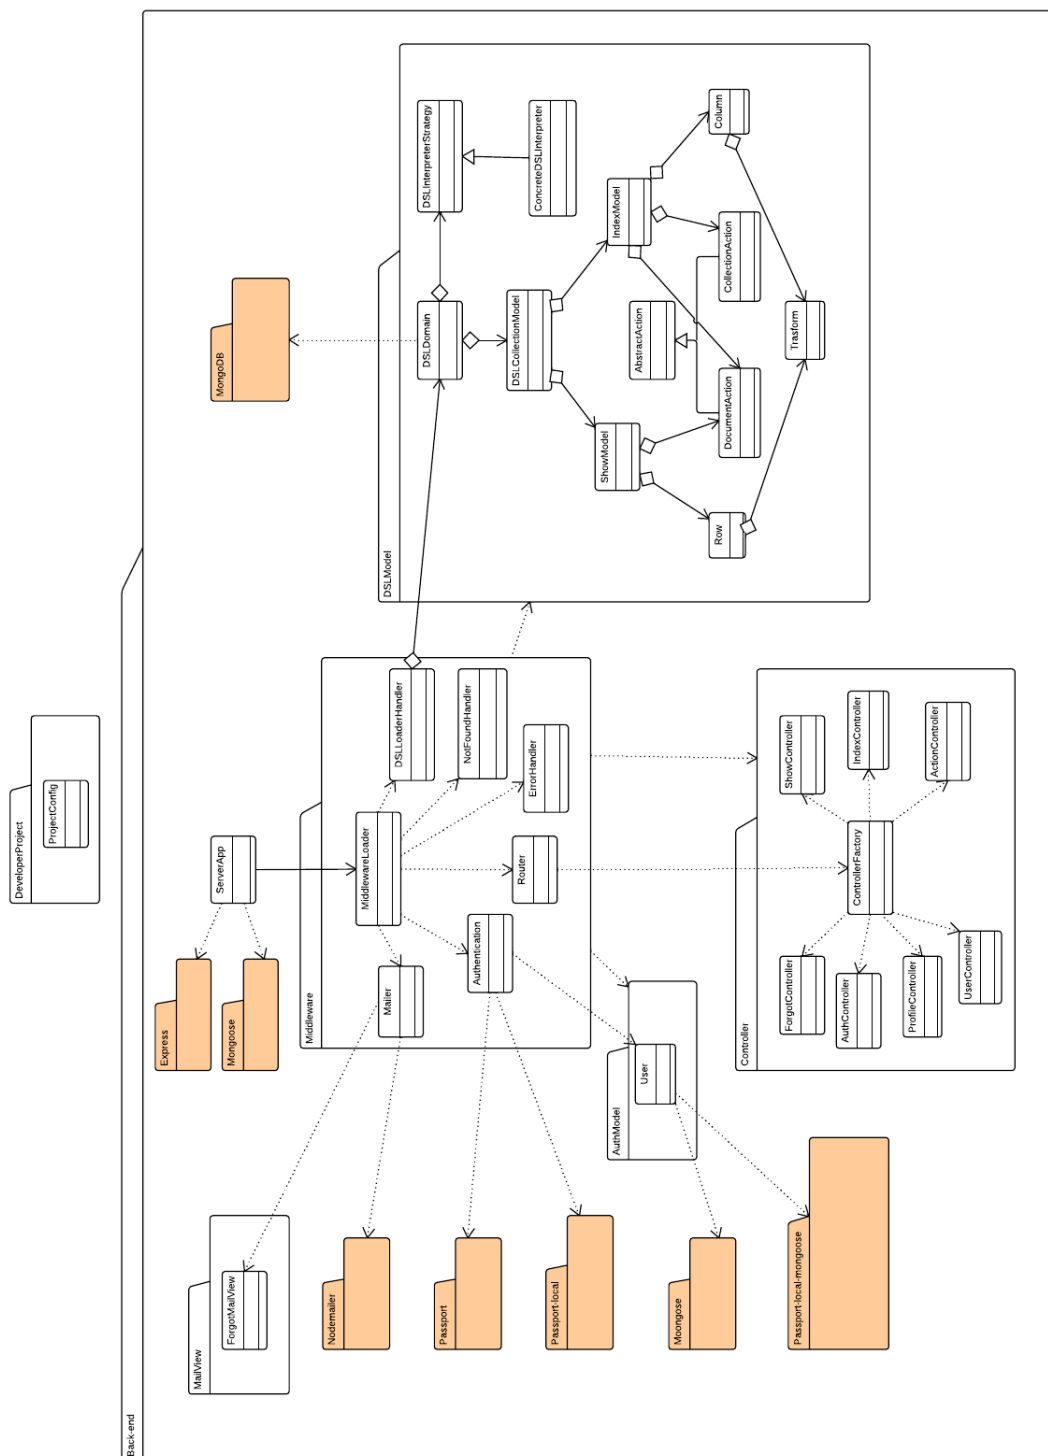 Back-end
DeveloperProject
ProjectConfig
MailView
ForgotMailView
Express
Mongoose
ServerApp
MongoDB
Nodemailer
Passport
Passport-local
Moongose
Passport-local-mongoose
Middleware
Mailer
MiddlewareLoader
Authentication
Router
DSLLoaderHandler
NotFoundHandler
ErrorHandler
AuthModel
User
Controller
ForgotController
AuthController
ProfileController
UserController
ControllerFactory
ShowController
IndexController
ActionController
DSLModel
DSLDomain
DSLInterpreterStrategy
ConcreteDSLInterpreter
DSLCollectionModel
ShowModel
IndexModel
AbstractAction
Row
DocumentAction
CollectionAction
Column
Trasform